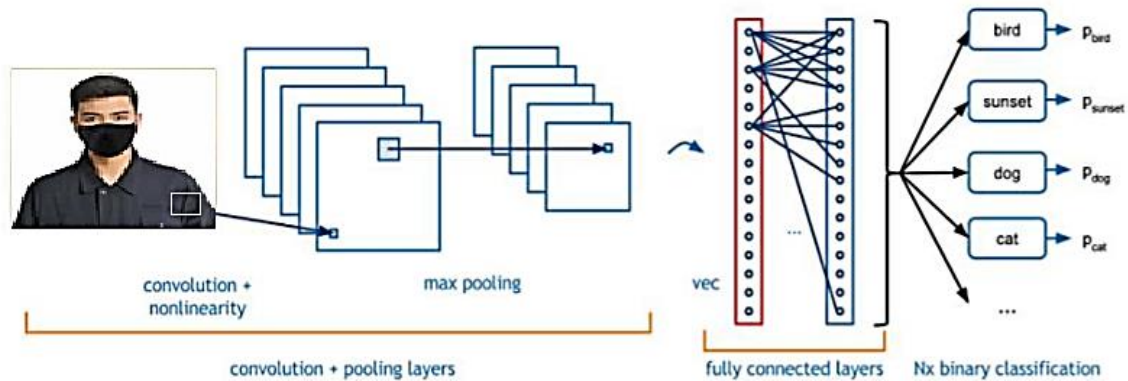 bird
p_bird
sunset
p_sunset
dog
p_dog
cat
p_cat
...
...
convolution +
nonlinearity
max pooling
vec
convolution + pooling layers
fully connected layers
Nx binary classification